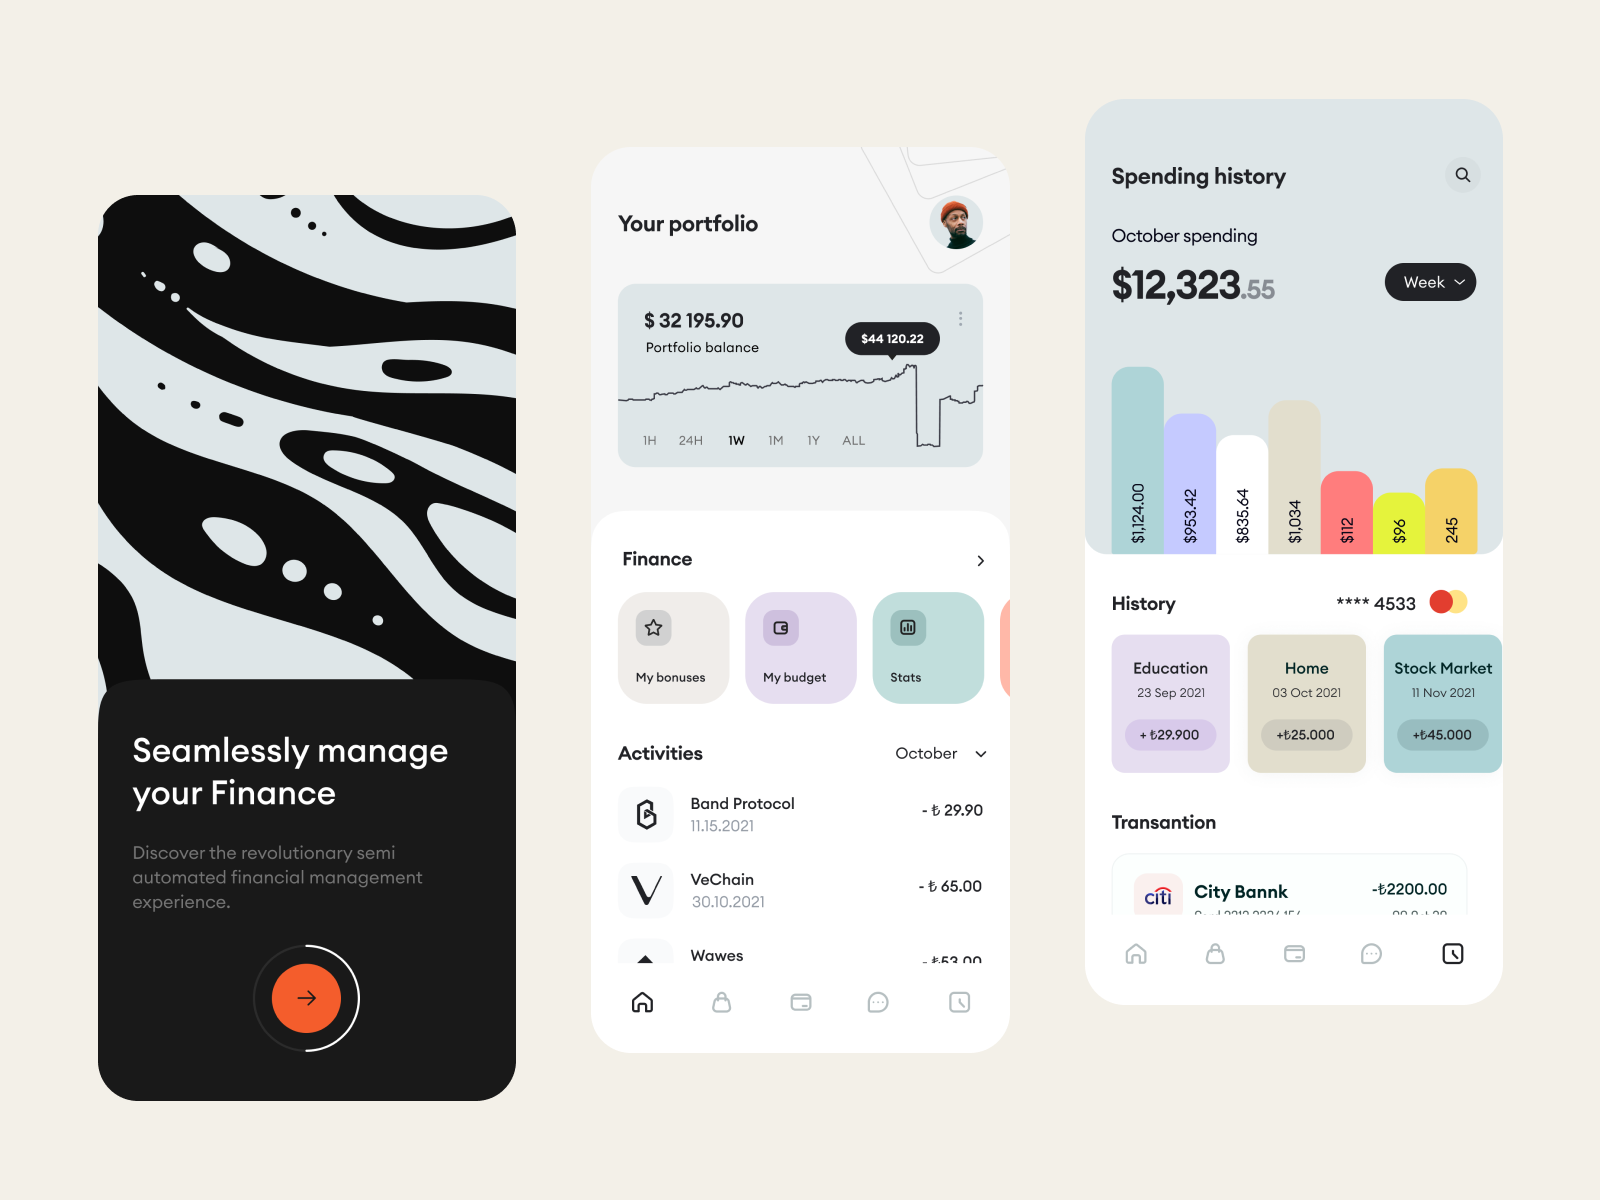 Seamlessly manage
your Finance
Discover the revolutionary semi
automated financial management
experience.
Your portfolio
$ 32 195.90
Portfolio balance
$44 120.22
1H 24H 1W 1M 1Y ALL
Finance
My bonuses
My budget
Stats
Activities
October
Band Protocol
11.15.2021
- ₺ 29.90
VeChain
30.10.2021
- ₺ 65.00
Wawes
- ₺53.00
Spending history
October spending
$12,323.55
Week
$1,124.00
$953.42
$835.64
$1,034
$112
$96
245
History
**** 4533
Education
23 Sep 2021
+ ₺29.900
Home
03 Oct 2021
+₺25.000
Stock Market
11 Nov 2021
+₺45.000
Transantion
citi
City Bannk
-₺2200.00